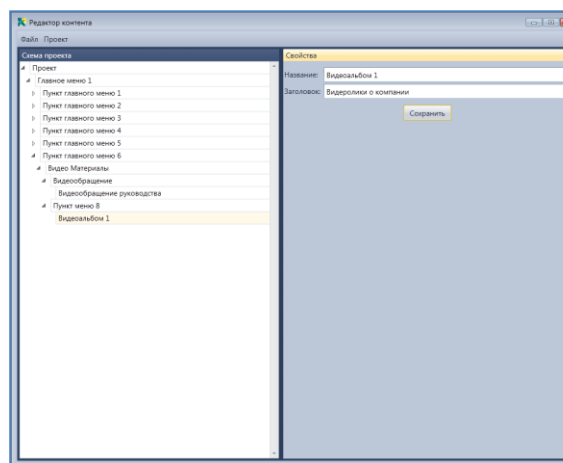 Редактор контента
Файл Проект
Схема проекта
Проект
Главное меню 1
Пункт главного меню 1
Пункт главного меню 2
Пункт главного меню 3
Пункт главного меню 4
Пункт главного меню 5
Пункт главного меню 6
Видео Материалы
Видеообращение
Видеообращение руководства
Пункт меню 8
Видеоальбом 1
Свойства
Название: Видеоальбом 1
Заголовок: Видеролики о компании
Сохранить